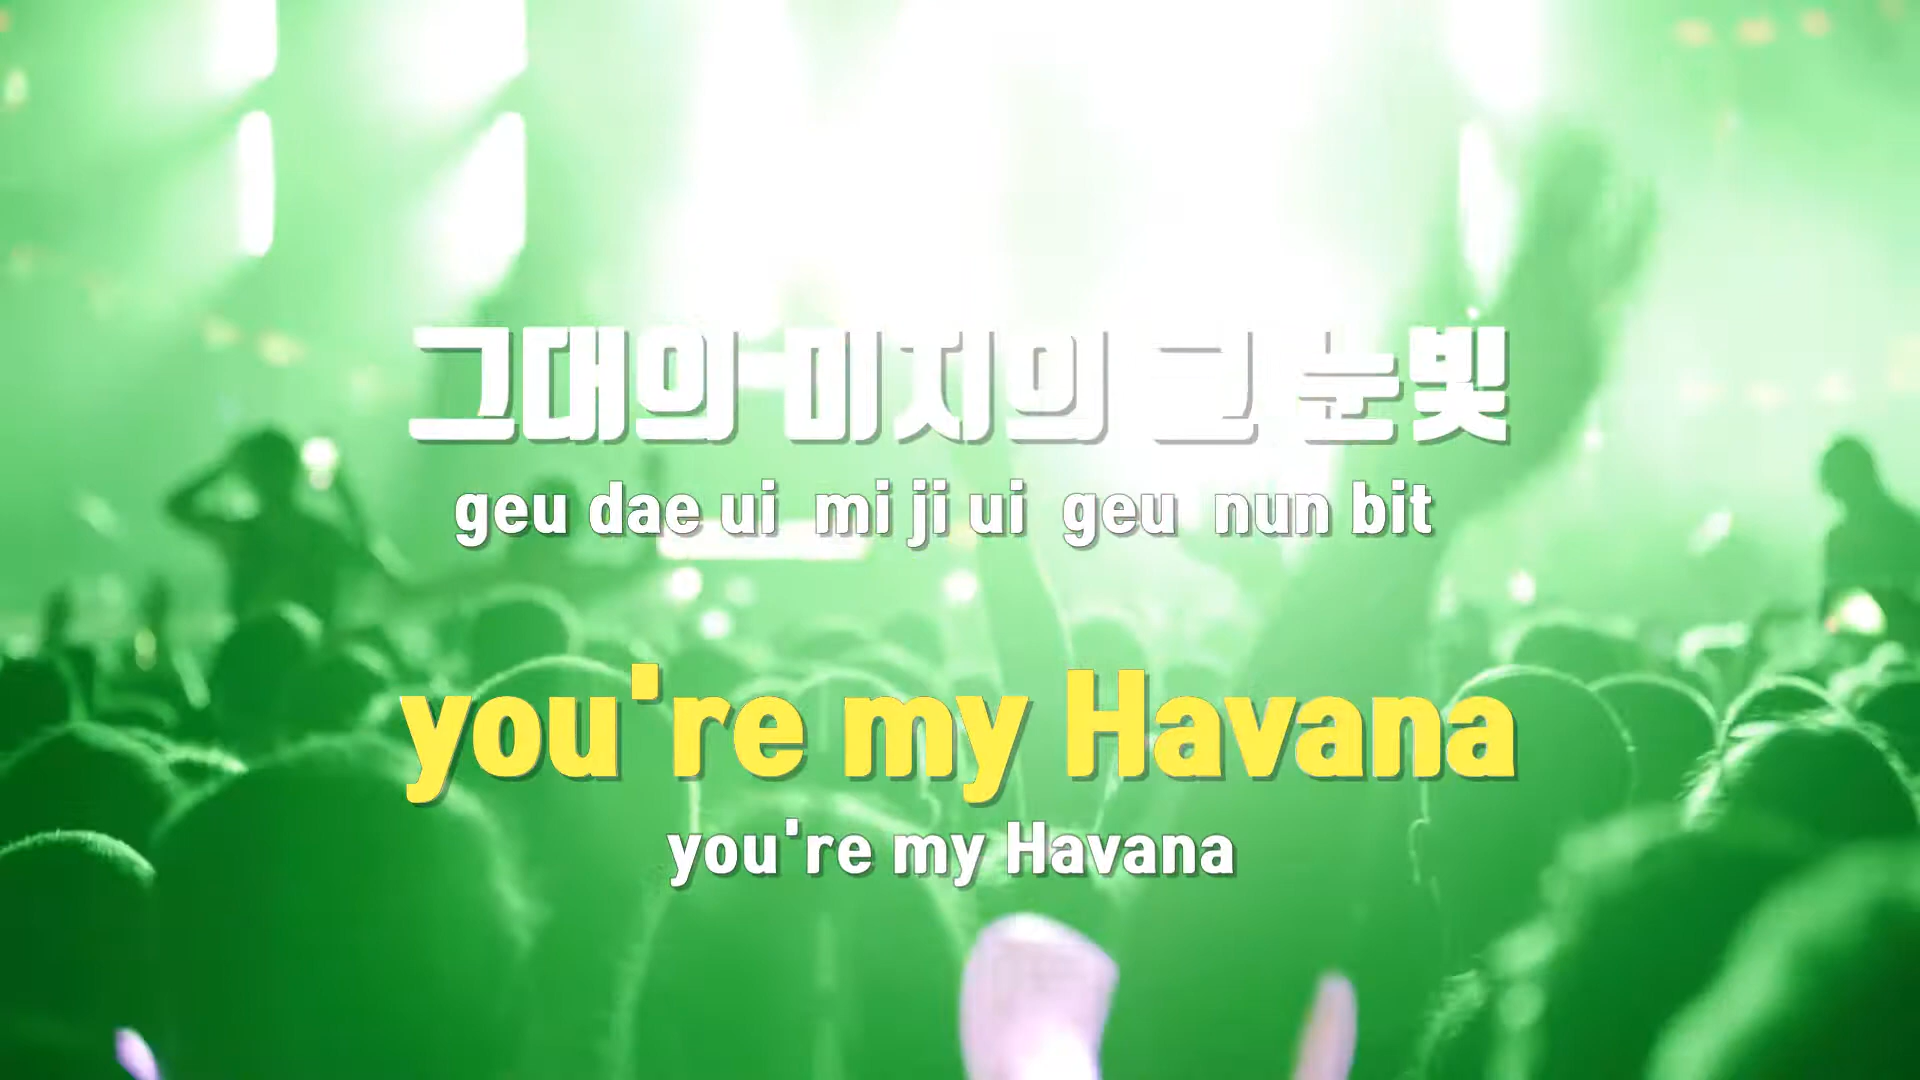 그대의 미지의 그 눈빛
geu dae ui mi ji ui geu nun bit
you're my Havana
you're my Havana